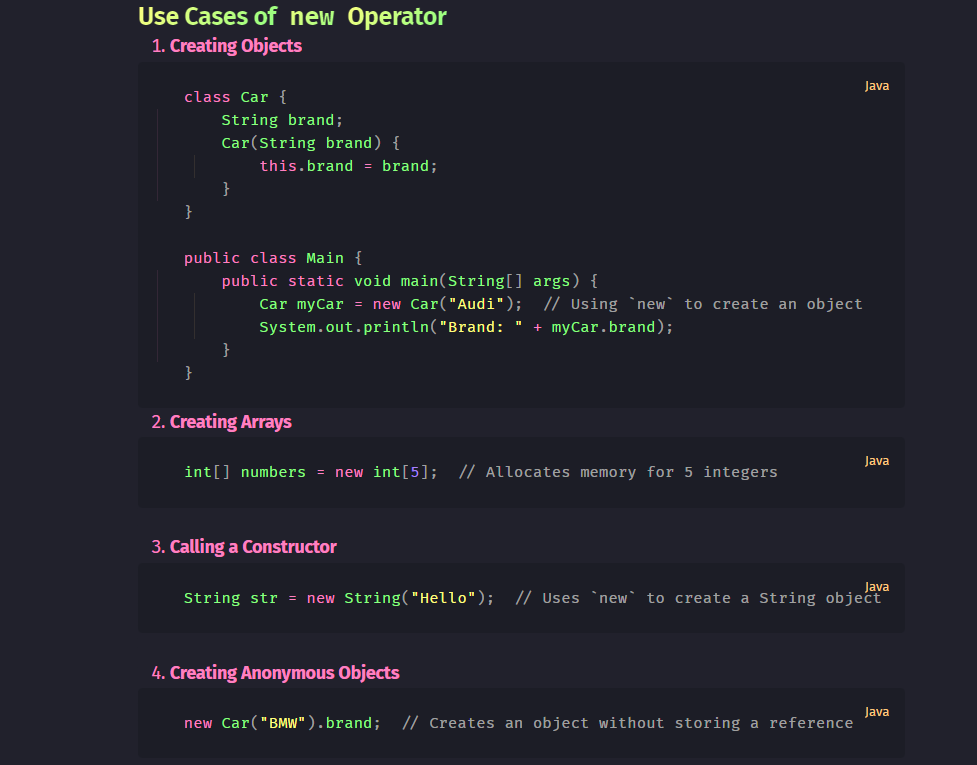 Use Cases of new Operator
1. Creating Objects
Java
class Car {
    String brand;
    Car(String brand) {
        this.brand = brand;
    }
}

public class Main {
    public static void main(String[] args) {
        Car myCar = new Car("Audi");  // Using `new` to create an object
        System.out.println("Brand: " + myCar.brand);
    }
}
2. Creating Arrays
Java
int[] numbers = new int[5];  // Allocates memory for 5 integers
3. Calling a Constructor
Java
String str = new String("Hello");  // Uses `new` to create a String object
4. Creating Anonymous Objects
Java
new Car("BMW").brand;  // Creates an object without storing a reference